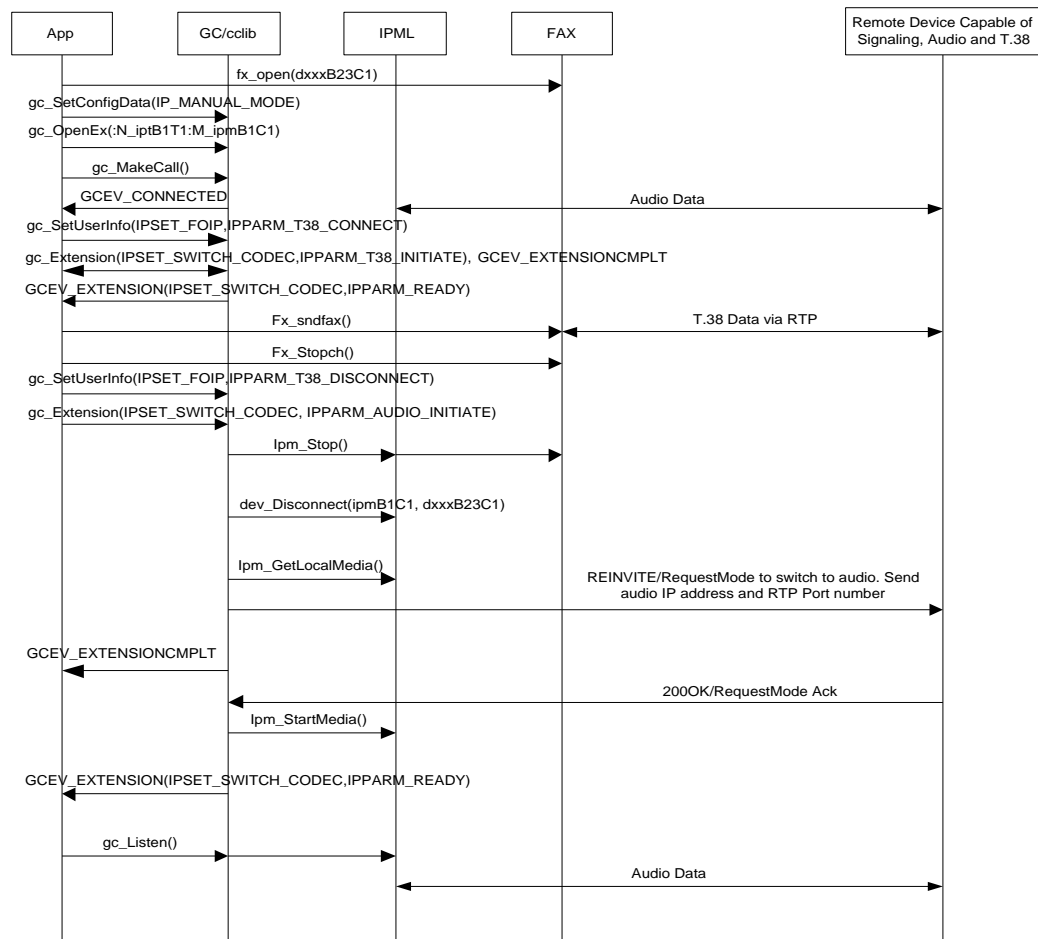 App
GC/cclib
IPML
FAX
Remote Device Capable of
Signaling, Audio and T.38
fx_open(dxxxB23C1)
gc_SetConfigData(IP_MANUAL_MODE)
gc_OpenEx(:N_iptB1T1:M_ipmB1C1)
gc_MakeCall()
GCEV_CONNECTED
Audio Data
gc_SetUserInfo(IPSET_FOIP,IPPARM_T38_CONNECT)
gc_Extension(IPSET_SWITCH_CODEC,IPPARM_T38_INITIATE), GCEV_EXTENSIONCMPLT
GCEV_EXTENSION(IPSET_SWITCH_CODEC,IPPARM_READY)
Fx_sndfax()
T.38 Data via RTP
Fx_Stopch()
gc_SetUserInfo(IPSET_FOIP,IPPARM_T38_DISCONNECT)
gc_Extension(IPSET_SWITCH_CODEC, IPPARM_AUDIO_INITIATE)
Ipm_Stop()
dev_Disconnect(ipmB1C1, dxxxB23C1)
Ipm_GetLocalMedia()
REINVITE/RequestMode to switch to audio. Send
audio IP address and RTP Port number
GCEV_EXTENSIONCMPLT
200OK/RequestMode Ack
Ipm_StartMedia()
GCEV_EXTENSION(IPSET_SWITCH_CODEC,IPPARM_READY)
gc_Listen()
Audio Data